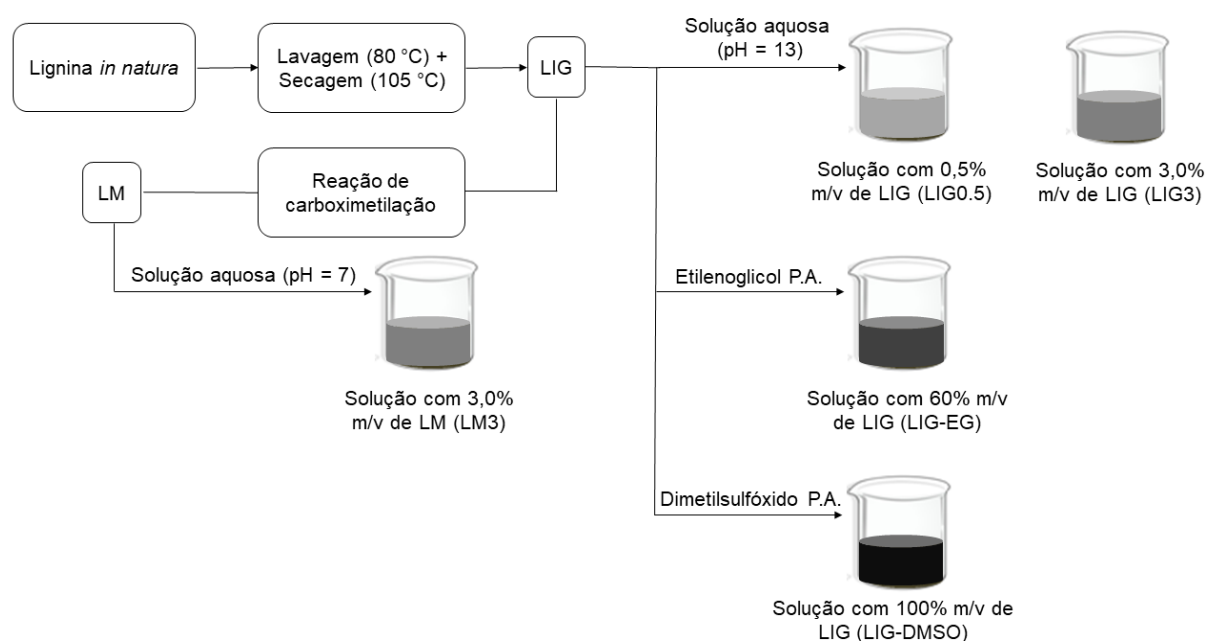 Lignina in natura
Lavagem (80 °C) +
Secagem (105 °C)
LIG
Solução aquosa
(pH = 13)
Solução com 0,5%
m/v de LIG (LIG0.5)
Solução com 3,0%
m/v de LIG (LIG3)
LM
Reação de
carboximetilação
Solução aquosa (pH = 7)
Solução com 3,0%
m/v de LM (LM3)
Etilenoglicol P.A.
Solução com 60% m/v
de LIG (LIG-EG)
Dimetilsulfóxido P.A.
Solução com 100% m/v de
LIG (LIG-DMSO)